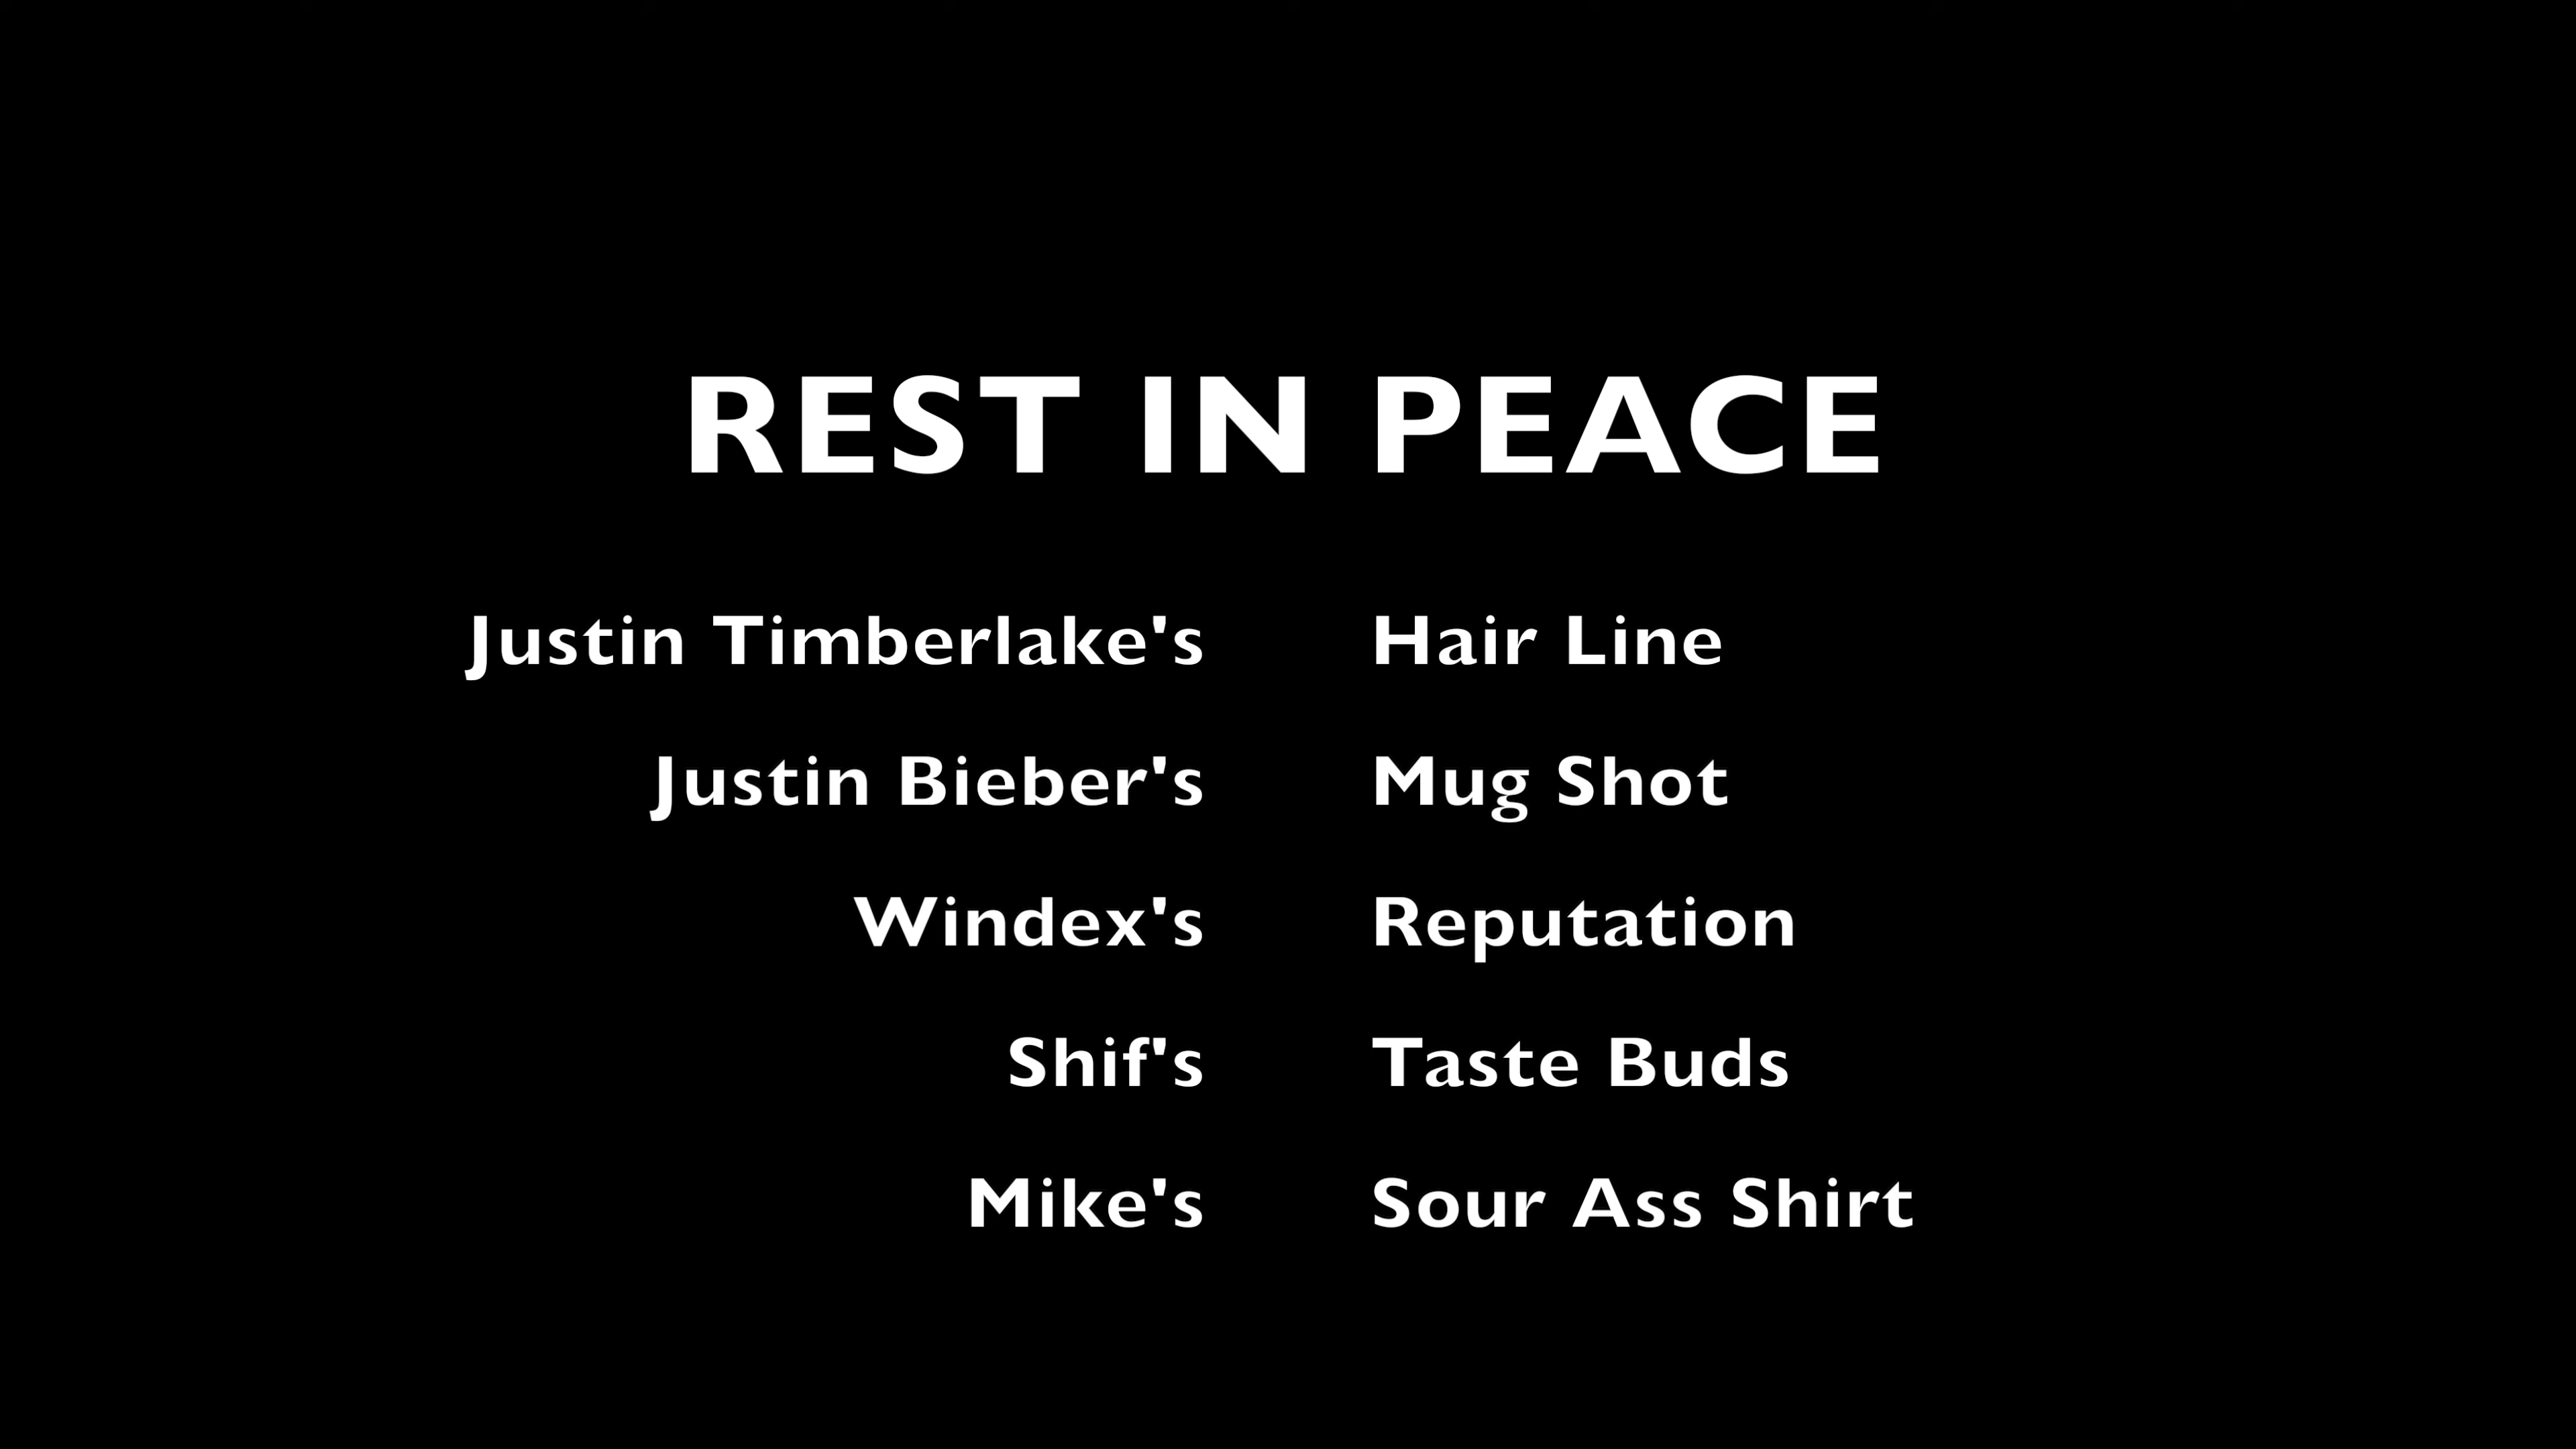 REST IN PEACE
Justin Timberlake's Hair Line
Justin Bieber's Mug Shot
Windex's Reputation
Shif's Taste Buds
Mike's Sour Ass Shirt